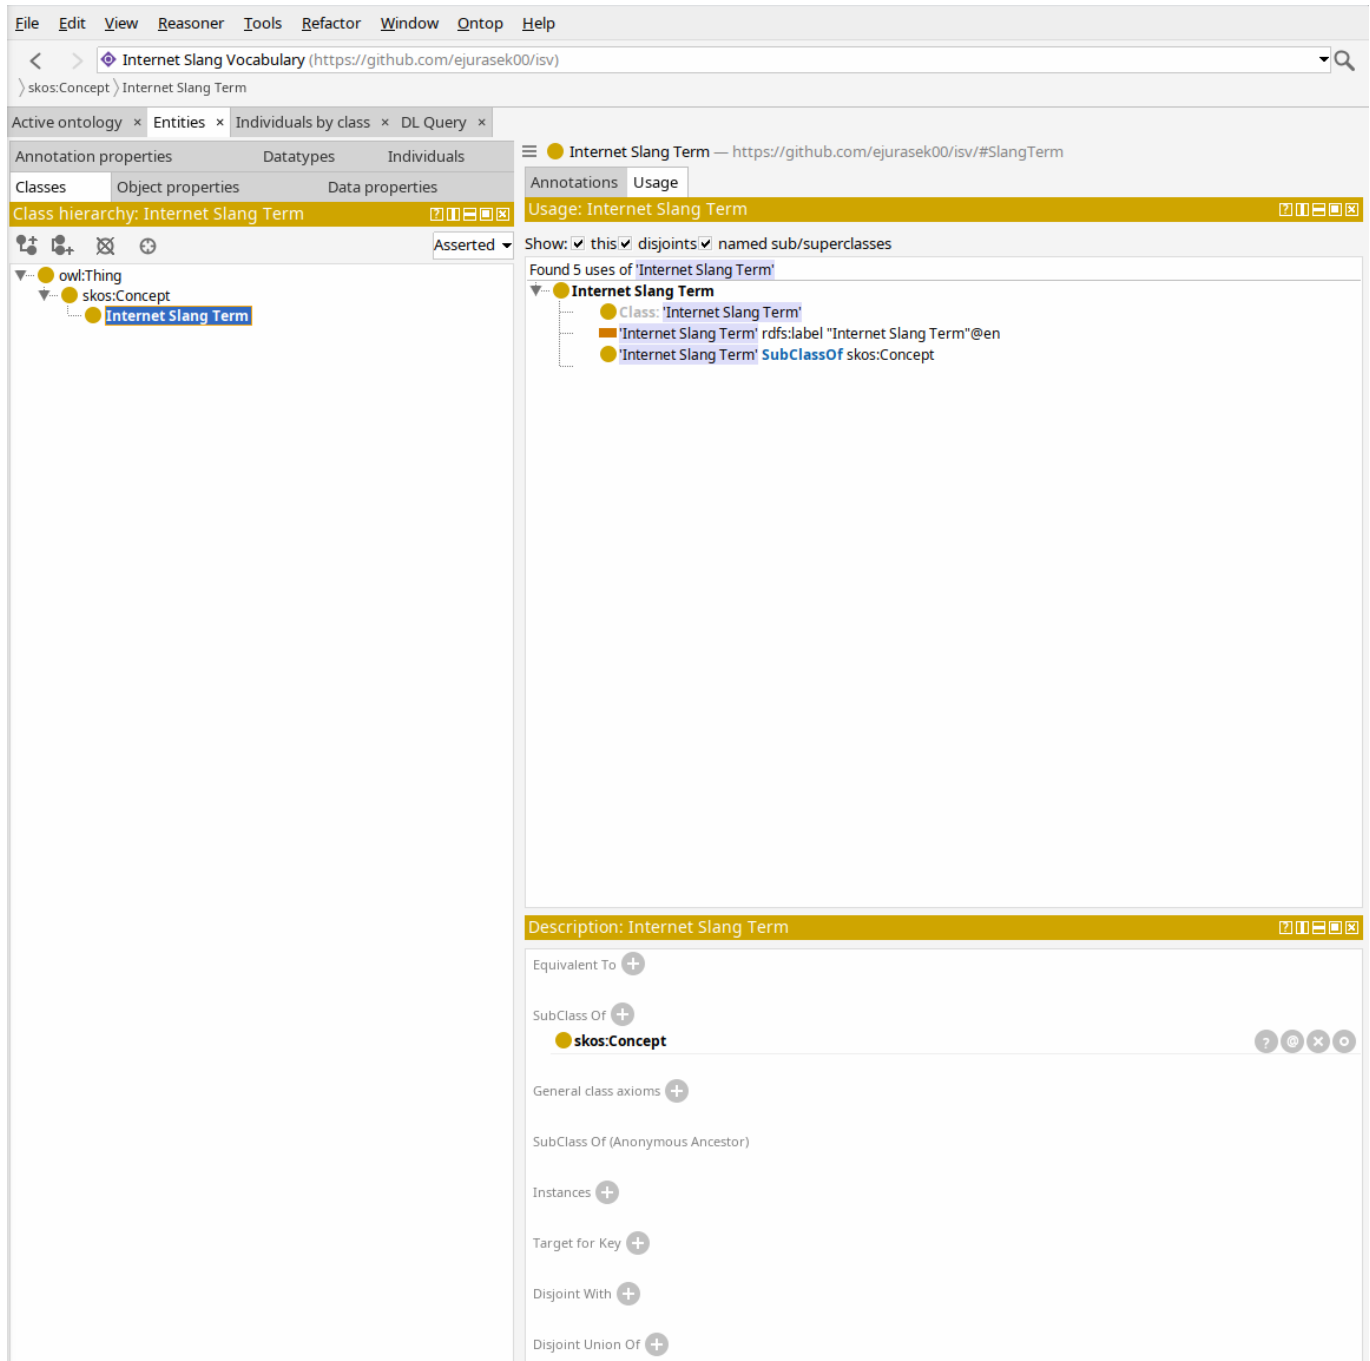 File Edit View Reasoner Tools Refactor Window Ontop Help
Internet Slang Vocabulary (https://github.com/ejurasek00/isv)
skos:Concept Internet Slang Term
Active ontology × Entities × Individuals by class × DL Query ×
Annotation properties Datatypes Individuals
Classes Object properties Data properties
Class hierarchy: Internet Slang Term
Asserted
owl:Thing
skos:Concept
Internet Slang Term
Internet Slang Term — https://github.com/ejurasek00/isv/#SlangTerm
Annotations Usage
Usage: Internet Slang Term
Show: this disjoints named sub/superclasses
Found 5 uses of 'Internet Slang Term'
Internet Slang Term
Class: 'Internet Slang Term'
'Internet Slang Term' rdfs:label "Internet Slang Term"@en
'Internet Slang Term' SubClassOf skos:Concept
Description: Internet Slang Term
Equivalent To
SubClass Of
skos:Concept
General class axioms
SubClass Of (Anonymous Ancestor)
Instances
Target for Key
Disjoint With
Disjoint Union Of